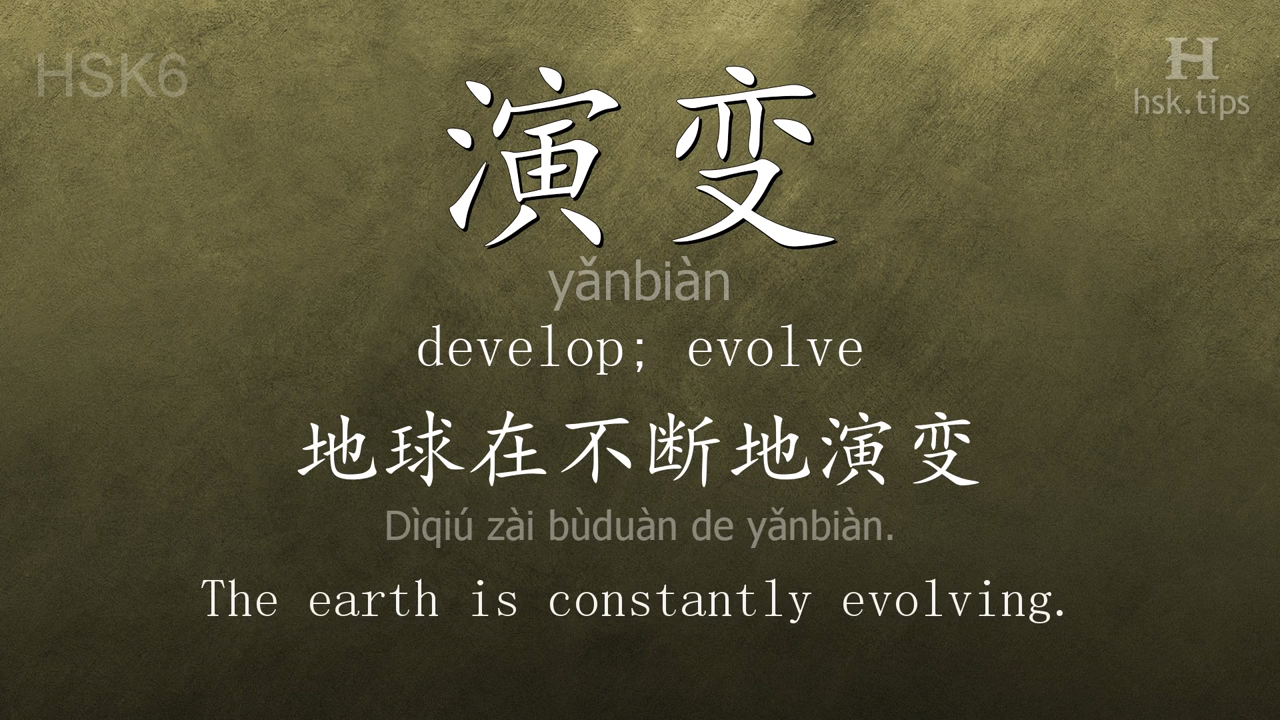 HSK6
H
hsk.tips
演变
yǎnbiàn
develop; evolve
地球在不断地演变
Dìqiú zài bùduàn de yǎnbiàn.
The earth is constantly evolving.